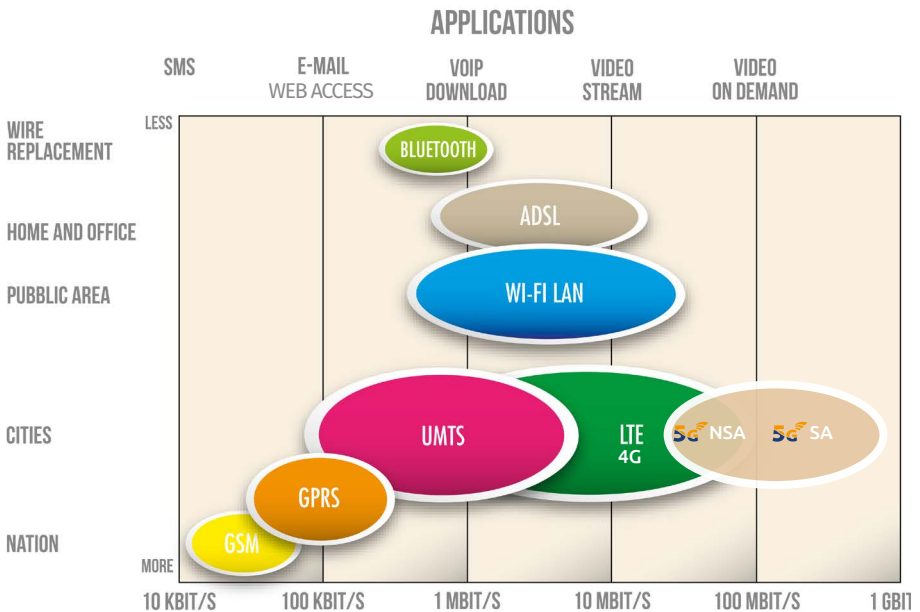 APPLICATIONS
SMS
E-MAIL
WEB ACCESS
VOIP
DOWNLOAD
VIDEO
STREAM
VIDEO
ON DEMAND
WIRE
REPLACEMENT
LESS
BLUETOOTH
HOME AND OFFICE
ADSL
PUBBLIC AREA
WI-FI LAN
CITIES
UMTS
LTE
4G
5G NSA
5G SA
GPRS
NATION
GSM
MORE
10 KBIT/S
100 KBIT/S
1 MBIT/S
10 MBIT/S
100 MBIT/S
1 GBIT